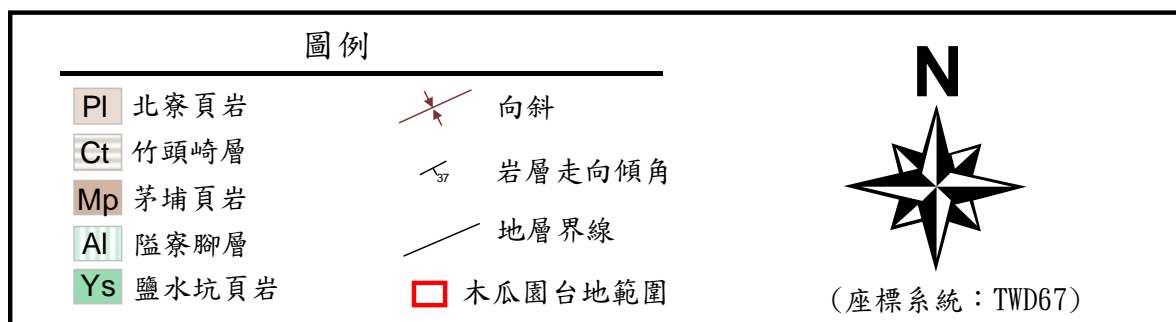 圖例
Pl 北寮頁岩
Ct 竹頭崎層
Mp 茅埔頁岩
Al 隘寮腳層
Ys 鹽水坑頁岩
向斜
37 岩層走向傾角
地層界線
木瓜園台地範圍
N
(座標系統：TWD67)